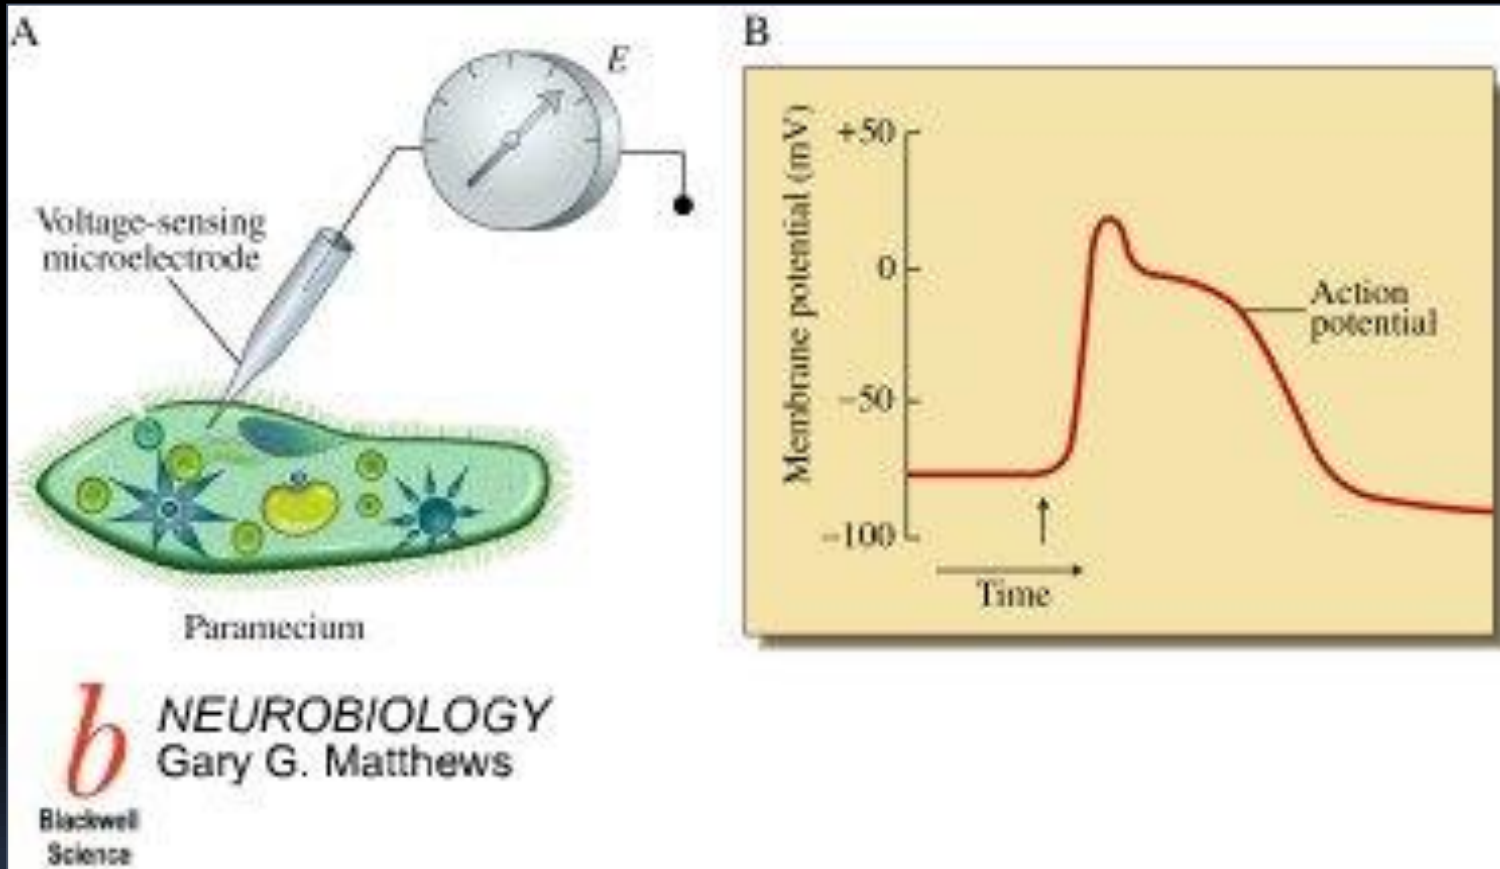 A
E
Voltage-sensing
microelectrode
Paramecium
B
Membrane potential (mV)
+50
0
−50
−100
Action
potential
Time
b
NEUROBIOLOGY
Gary G. Matthews
Blackwell
Science